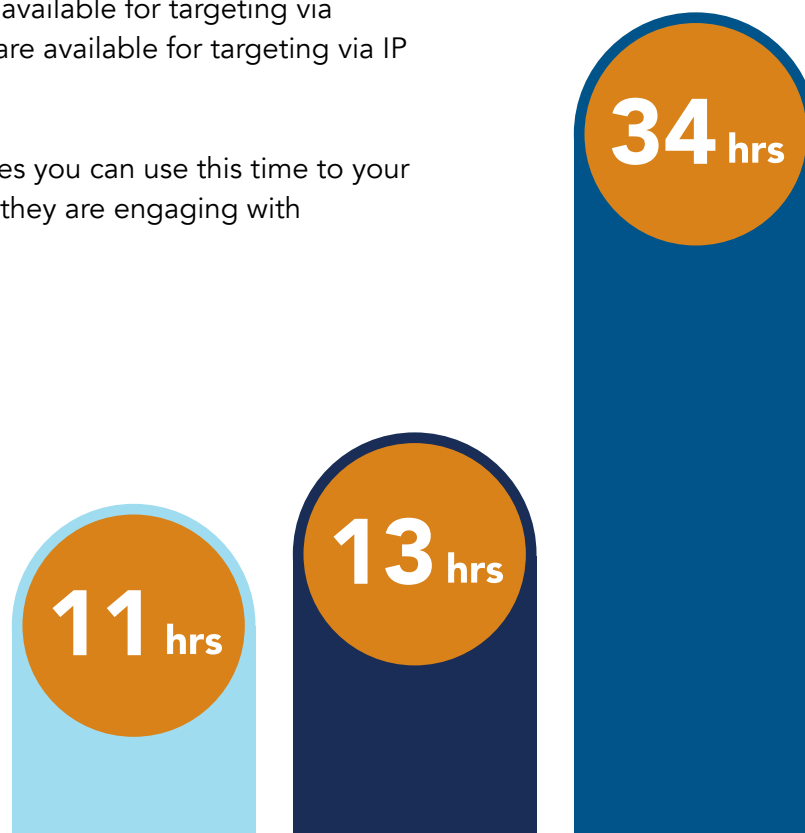 available for targeting via
are available for targeting via IP
es you can use this time to your
they are engaging with
34 hrs
13 hrs
11 hrs